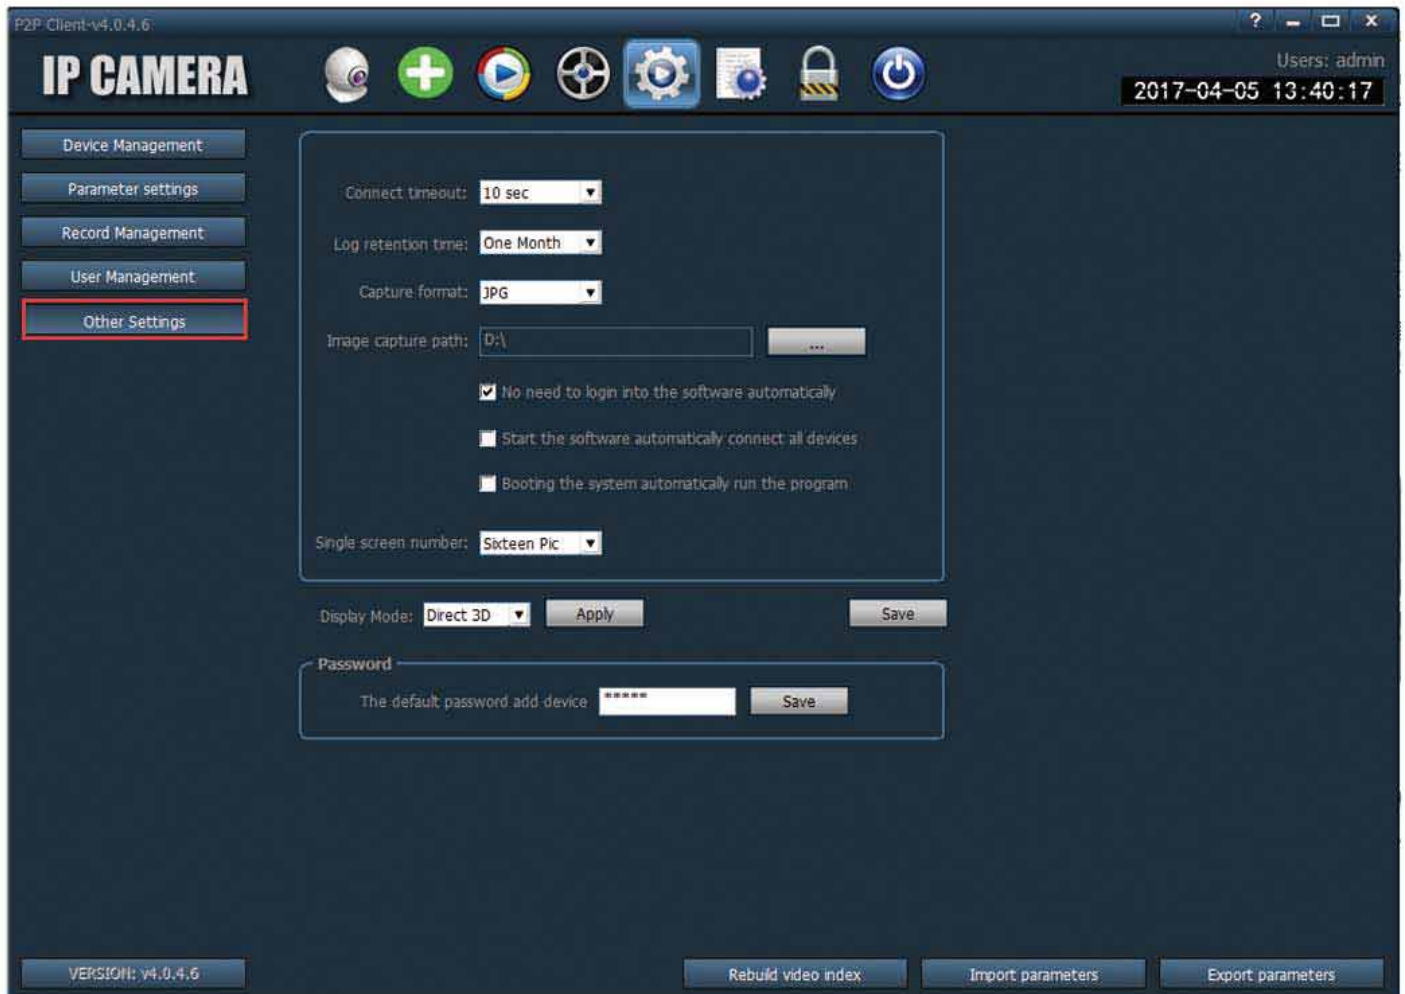 P2P Client-v4.0.4.6
?
IP CAMERA
Users: admin
2017-04-05 13:40:17
Device Management
Parameter settings
Record Management
User Management
Other Settings
Connect timeout: 10 sec
Log retention time: One Month
Capture format: JPG
Image capture path: D:\ ...
No need to login into the software automatically
Start the software automatically connect all devices
Booting the system automatically run the program
Single screen number: Sixteen Pic
Display Mode: Direct 3D Apply Save
Password
The default password add device ***** Save
VERSION: v4.0.4.6 Rebuild video index Import parameters Export parameters